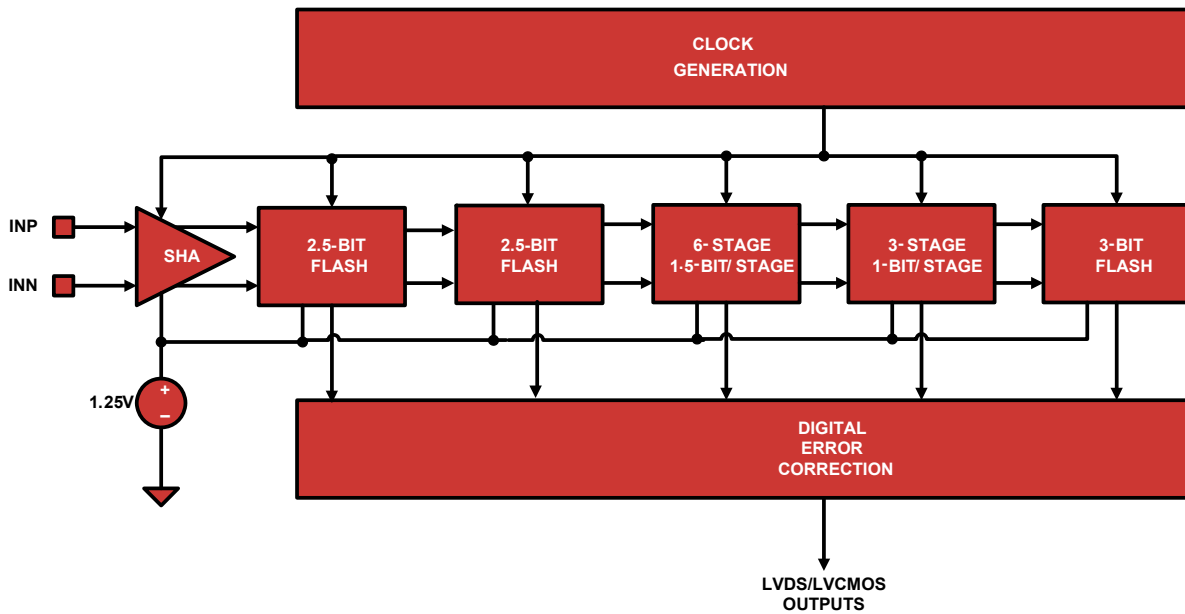 CLOCK
GENERATION
INP
INN
SHA
2.5-BIT
FLASH
2.5-BIT
FLASH
6- STAGE
1.5-BIT/ STAGE
3- STAGE
1-BIT/ STAGE
3-BIT
FLASH
1.25V
+
–
DIGITAL
ERROR
CORRECTION
LVDS/LVCMOS
OUTPUTS